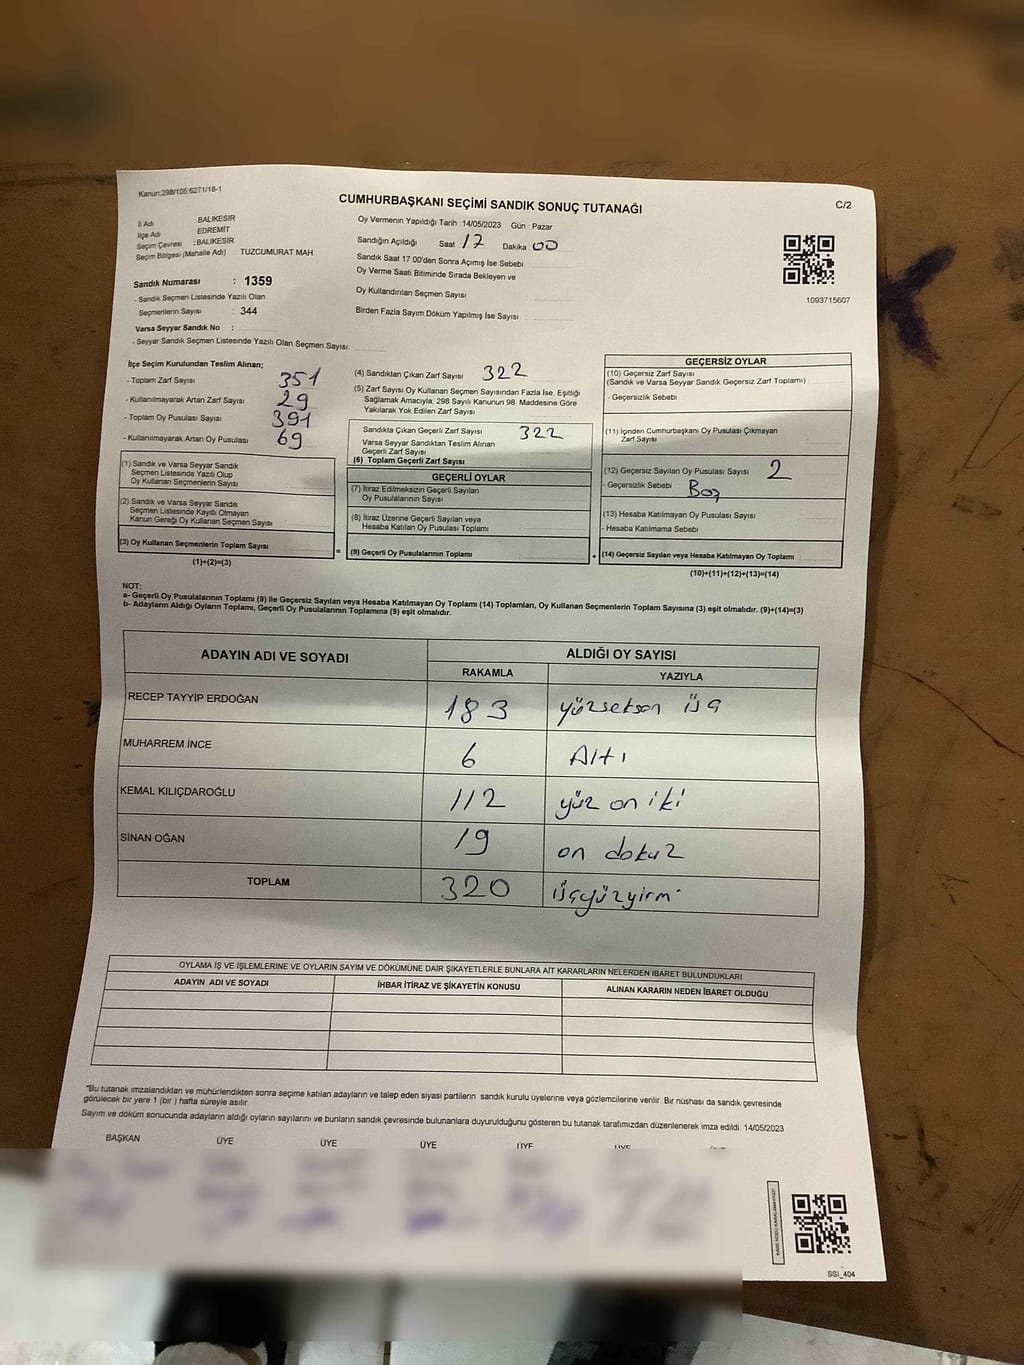 Kanun;298/105;6271/18-1
CUMHURBAŞKANI SEÇİMİ SANDIK SONUÇ TUTANAĞI
C/2
İl Adı BALIKESİR
İlçe Adı EDREMİT
Seçim Çevresi :BALIKESİR
Seçim Bölgesi (Mahalle Adı) TUZCUMURAT MAH
Oy Vermenin Yapıldığı Tarih 14/05/2023 Gün Pazar
Sandığın Açıldığı Saat 17 Dakika 00
Sandık Saat 17 00'den Sonra Açımış İse Sebebi
Oy Verme Saati Bitiminde Sırada Bekleyen ve
Oy Kullandırılan Seçmen Sayısı
Birden Fazla Sayım Döküm Yapılmış İse Sayısı
1093715607
Sandık Numarası : 1359
- Sandık Seçmen Listesinde Yazılı Olan
Seçmenlerin Sayısı : 344
Varsa Seyyar Sandık No :
- Seyyar Sandık Seçmen Listesinde Yazılı Olan Seçmen Sayısı:
İlçe Seçim Kurulundan Teslim Alınan;
- Toplam Zarf Sayısı 351
- Kullanılmayarak Artan Zarf Sayısı 29
- Toplam Oy Pusulası Sayısı 391
- Kullanılmayarak Artan Oy Pusulası 69
(1) Sandık ve Varsa Seyyar Sandık
Seçmen Listesinde Yazılı Olup
Oy Kullanan Seçmenlerin Sayısı
(2) Sandık ve Varsa Seyyar Sandık
Seçmen Listesinde Kayıtlı Olmayan
Kanun Gereği Oy Kullanan Seçmen Sayısı
(3) Oy Kullanan Seçmenlerin Toplam Sayısı :
(1)+(2)=(3)
(4) Sandıktan Çıkan Zarf Sayısı 322
(5) Zarf Sayısı Oy Kullanan Seçmen Sayısından Fazla İse, Eşitliği
Sağlamak Amacıyla, 298 Sayılı Kanunun 98. Maddesine Göre
Yakılarak Yok Edilen Zarf Sayısı
Sandıkta Çıkan Geçerli Zarf Sayısı 322
Varsa Seyyar Sandıktan Teslim Alınan
Geçerli Zarf Sayısı
(6) Toplam Geçerli Zarf Sayısı
GEÇERLİ OYLAR
(7) İtiraz Edilmeksizin Geçerli Sayılan
Oy Pusulalarının Sayısı
(8) İtiraz Üzerine Geçerli Sayılan veya
Hesaba Katılan Oy Pusulası Toplamı
= (9) Geçerli Oy Pusulalarının Toplamı
GEÇERSİZ OYLAR
(10) Geçersiz Zarf Sayısı
(Sandık ve Varsa Seyyar Sandık Geçersiz Zarf Toplamı)
- Geçersizlik Sebebi
(11) İçinden Cumhurbaşkanı Oy Pusulası Çıkmayan
Zarf Sayısı
(12) Geçersiz Sayılan Oy Pusulası Sayısı 2
- Geçersizlik Sebebi Boş
(13) Hesaba Katılmayan Oy Pusulası Sayısı
- Hesaba Katılmama Sebebi
+ (14) Geçersiz Sayılan veya Hesaba Katılmayan Oy Toplamı :
(10)+(11)+(12)+(13)=(14)
NOT:
a- Geçerli Oy Pusulalarının Toplamı (9) ile Geçersiz Sayılan veya Hesaba Katılmayan Oy Toplamı (14) Toplamları, Oy Kullanan Seçmenlerin Toplam Sayısına (3) eşit olmalıdır. (9)+(14)=(3)
b- Adayların Aldığı Oyların Toplamı, Geçerli Oy Pusulalarının Toplamına (9) eşit olmalıdır.
ADAYIN ADI VE SOYADI
ALDIĞI OY SAYISI
RAKAMLA YAZIYLA
RECEP TAYYİP ERDOĞAN 183 yüzseksen üç
MUHARREM İNCE 6 Altı
KEMAL KILIÇDAROĞLU 112 yüz on iki
SİNAN OĞAN 19 on dokuz
TOPLAM 320 üçyüzyirmi
OYLAMA İŞ VE İŞLEMLERİNE VE OYLARIN SAYIM VE DÖKÜMÜNE DAİR ŞİKAYETLERLE BUNLARA AİT KARARLARIN NELERDEN İBARET BULUNDUKLARI
ADAYIN ADI VE SOYADI İHBAR İTİRAZ VE ŞİKAYETİN KONUSU ALINAN KARARIN NEDEN İBARET OLDUĞU
*Bu tutanak imzalandıktan ve mühürlendikten sonra seçime katılan adayların ve talep eden siyasi partilerin sandık kurulu üyelerine veya gözlemcilerine verilir. Bir nüshası da sandık çevresinde
görülecek bir yere 1 (bir ) hafta süreyle asılır.
Sayım ve döküm sonucunda adayların aldığı oyların sayılarını ve bunların sandık çevresinde bulunanlara duyurulduğunu gösteren bu tutanak tarafımızdan düzenlenerek imza edildi. 14/05/2023
BAŞKAN ÜYE ÜYE ÜYE ÜYE ÜYE
SSI_404